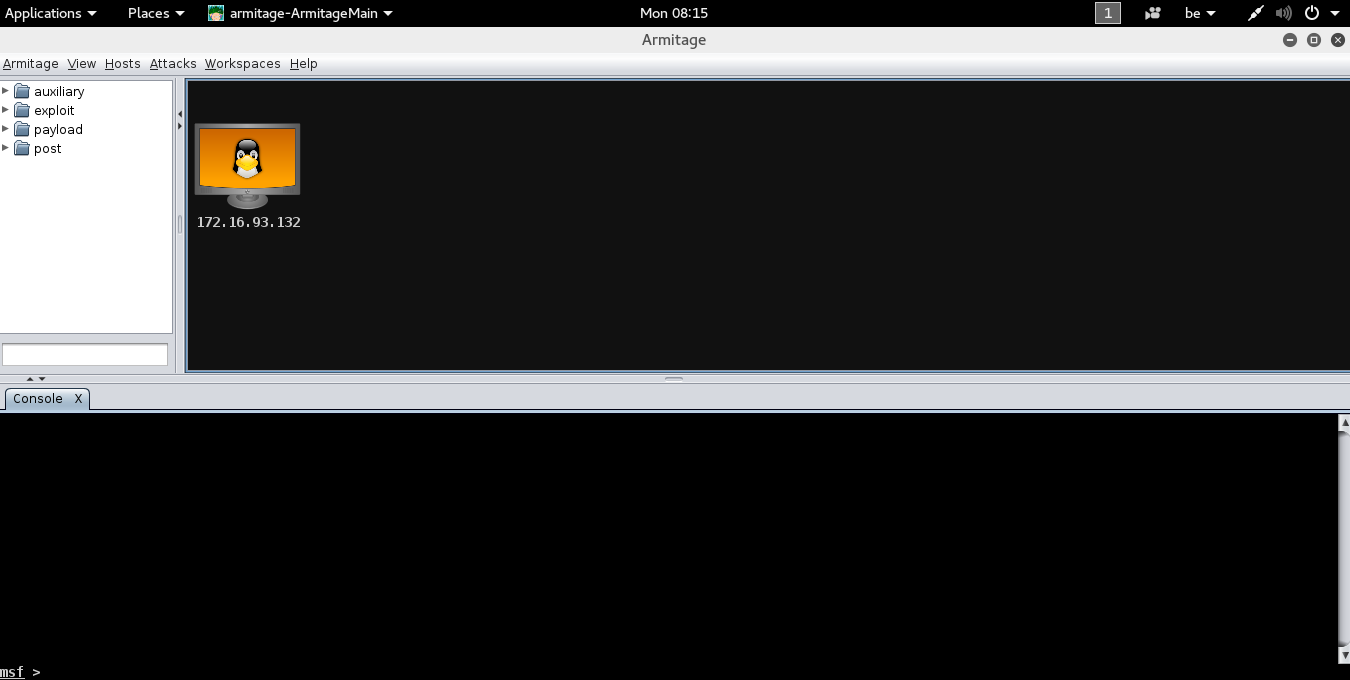 Applications Places armitage-ArmitageMain Mon 08:15 1 be
Armitage
Armitage View Hosts Attacks Workspaces Help
auxiliary
exploit
payload
post
172.16.93.132
Console X
msf >